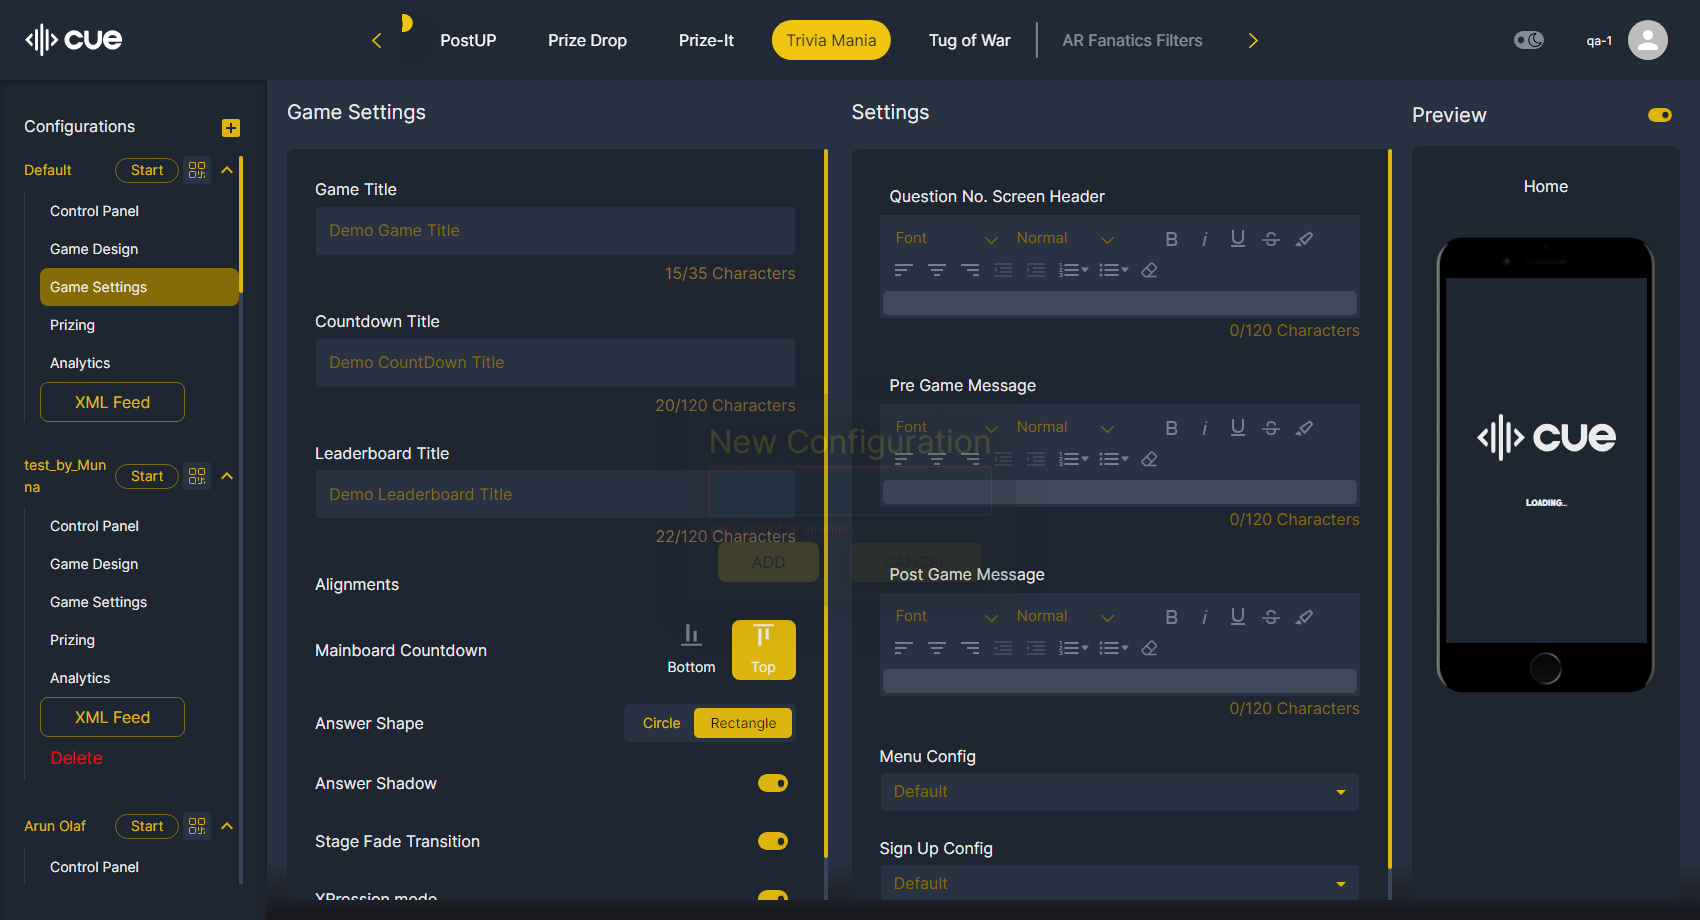 cue
PostUP
Prize Drop
Prize-It
Trivia Mania
Tug of War
AR Fanatics Filters
qa-1
Configurations
Default
Start
Control Panel
Game Design
Game Settings
Prizing
Analytics
XML Feed
test_by_Mun
na
Start
Control Panel
Game Design
Game Settings
Prizing
Analytics
XML Feed
Delete
Arun Olaf
Start
Control Panel
Game Settings
Game Title
Demo Game Title
15/35 Characters
Countdown Title
Demo CountDown Title
20/120 Characters
Leaderboard Title
Demo Leaderboard Title
22/120 Characters
Alignments
Mainboard Countdown
Bottom
Top
Answer Shape
Circle
Rectangle
Answer Shadow
Stage Fade Transition
XPression mode
New Configuration
cannot be an empty
ADD
CANCEL
Settings
Question No. Screen Header
Font
Normal
B i U S
0/120 Characters
Pre Game Message
Font
Normal
B i U S
0/120 Characters
Post Game Message
Font
Normal
B i U S
0/120 Characters
Menu Config
Default
Sign Up Config
Default
Preview
Home
cue
LOADING...